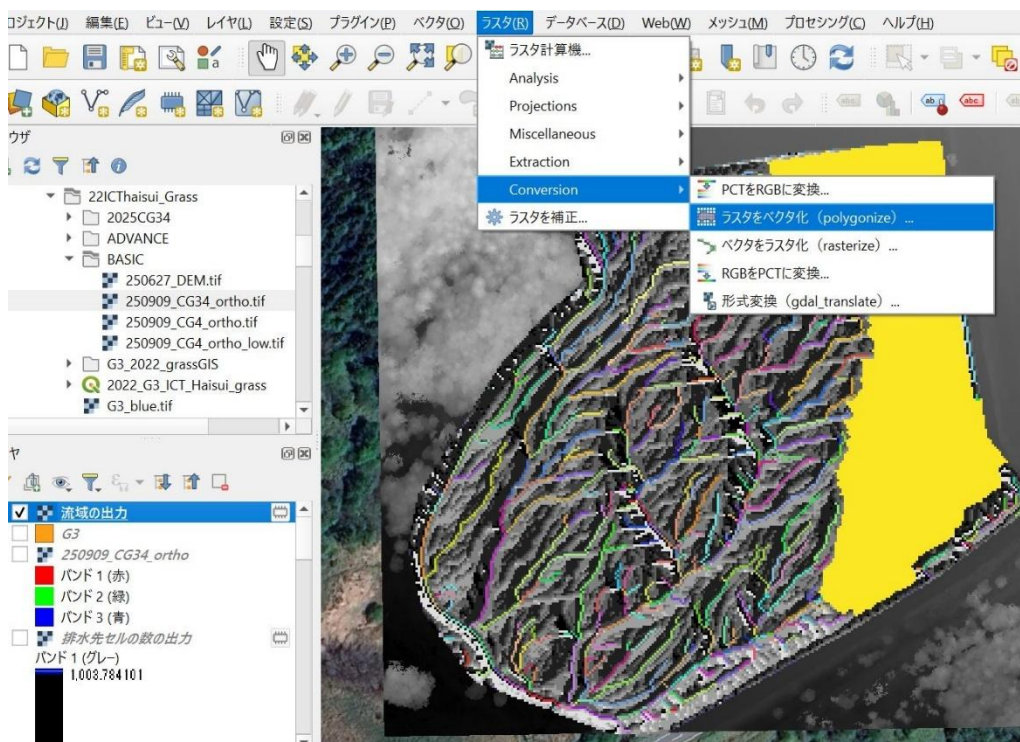 ロジェクト(J) 編集(E) ビュー(V) レイヤ(L) 設定(S) プラグイン(P) ベクタ(O) ラスタ(R) データベース(D) Web(W) メッシュ(M) プロセシング(C) ヘルプ(H)
ラスタ計算機...
Analysis
Projections
Miscellaneous
Extraction
Conversion
ラスタを補正...
PCTをRGBに変換...
ラスタをベクタ化（polygonize）...
ベクタをラスタ化（rasterize）...
RGBをPCTに変換...
形式変換（gdal_translate）...
abc
ab
abc
ウザ
22ICThaisui_Grass
2025CG34
ADVANCE
BASIC
250627_DEM.tif
250909_CG34_ortho.tif
250909_CG4_ortho.tif
250909_CG4_ortho_low.tif
G3_2022_grassGIS
2022_G3_ICT_Haisui_grass
G3_blue.tif
ヤ
流域の出力
G3
250909_CG34_ortho
バンド 1 (赤)
バンド 2 (緑)
バンド 3 (青)
排水先セルの数の出力
バンド 1 (グレー)
1,003.784101